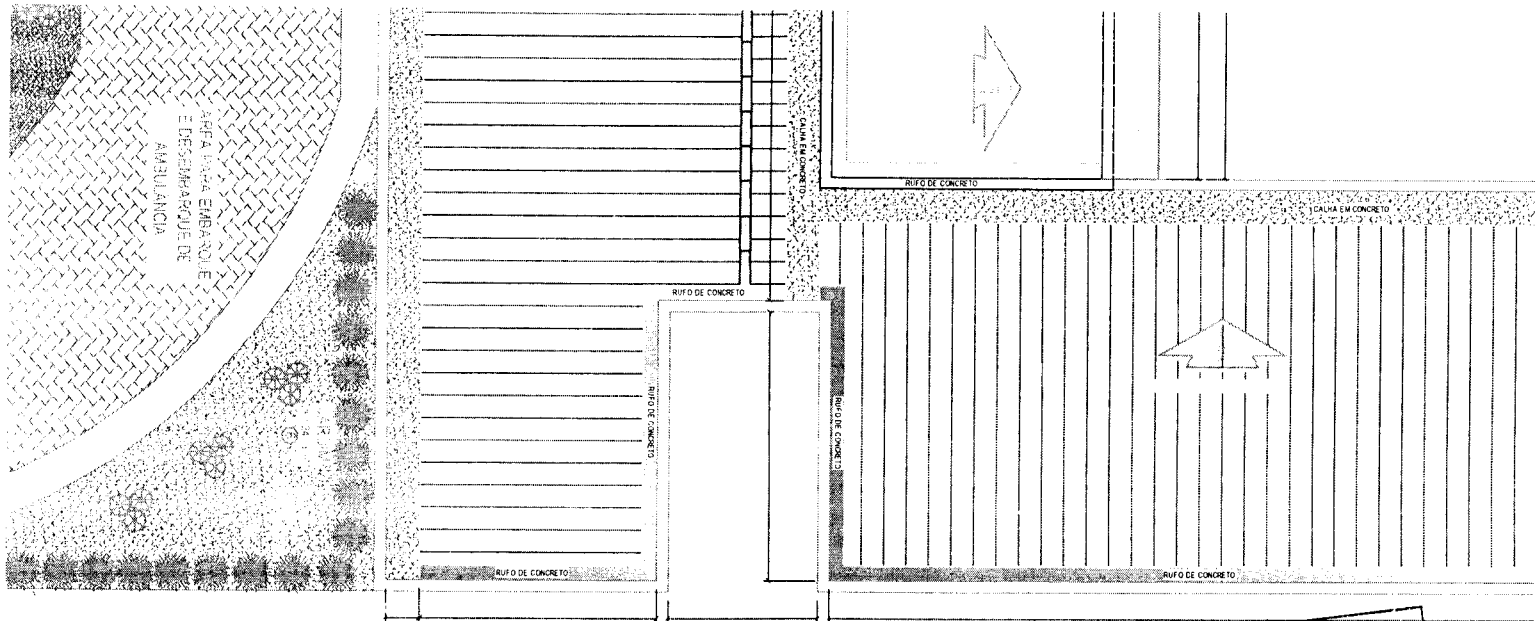 ÁREA PARA EMBARQUE
E DESEMBARQUE DE
AMBULÂNCIA
CALHA EM CONCRETO
RUFO DE CONCRETO
CALHA EM CONCRETO
RUFO DE CONCRETO
RUFO DE CONCRETO
RUFO DE CONCRETO
RUFO DE CONCRETO
RUFO DE CONCRETO